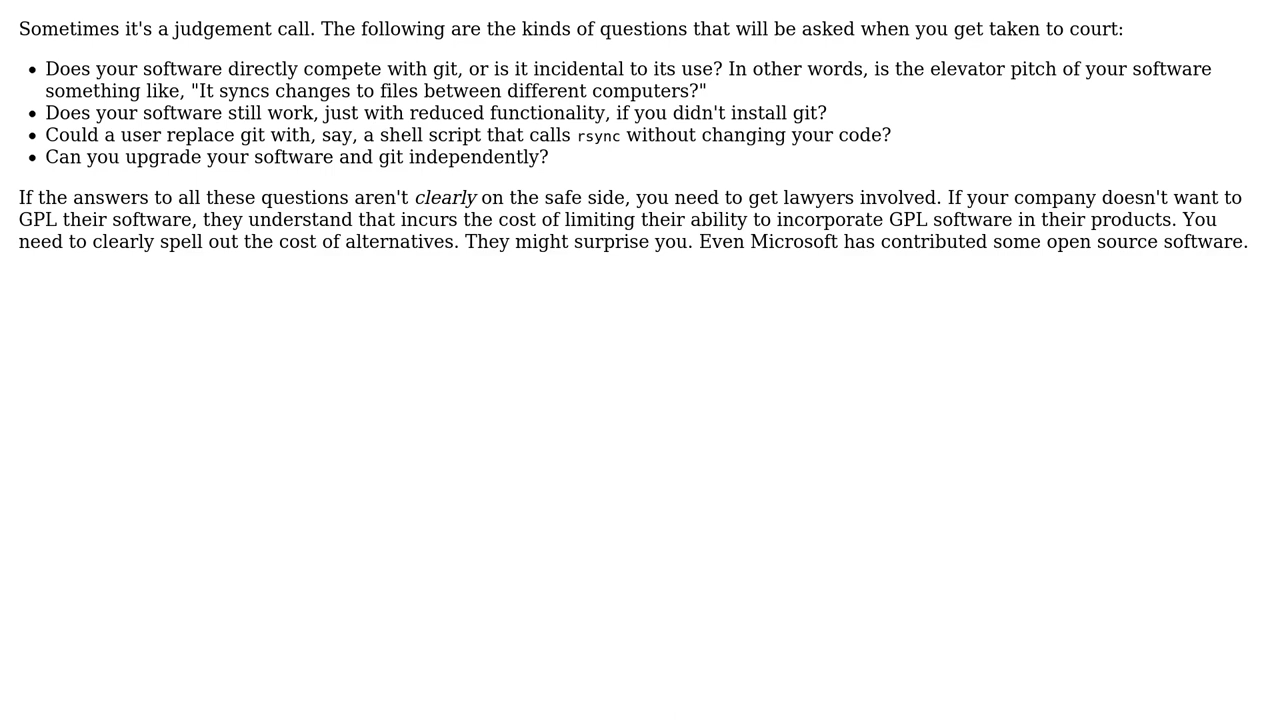 Sometimes it's a judgement call. The following are the kinds of questions that will be asked when you get taken to court:
• Does your software directly compete with git, or is it incidental to its use? In other words, is the elevator pitch of your software
something like, "It syncs changes to files between different computers?"
• Does your software still work, just with reduced functionality, if you didn't install git?
• Could a user replace git with, say, a shell script that calls rsync without changing your code?
• Can you upgrade your software and git independently?
If the answers to all these questions aren't clearly on the safe side, you need to get lawyers involved. If your company doesn't want to
GPL their software, they understand that incurs the cost of limiting their ability to incorporate GPL software in their products. You
need to clearly spell out the cost of alternatives. They might surprise you. Even Microsoft has contributed some open source software.